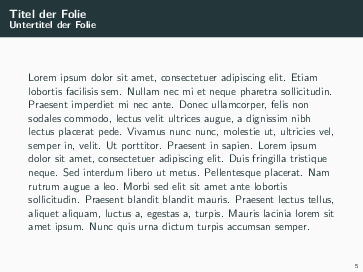 Titel der Folie
Untertitel der Folie
Lorem ipsum dolor sit amet, consectetuer adipiscing elit. Etiam
lobortis facilisis sem. Nullam nec mi et neque pharetra sollicitudin.
Praesent imperdiet mi nec ante. Donec ullamcorper, felis non
sodales commodo, lectus velit ultrices augue, a dignissim nibh
lectus placerat pede. Vivamus nunc nunc, molestie ut, ultricies vel,
semper in, velit. Ut porttitor. Praesent in sapien. Lorem ipsum
dolor sit amet, consectetuer adipiscing elit. Duis fringilla tristique
neque. Sed interdum libero ut metus. Pellentesque placerat. Nam
rutrum augue a leo. Morbi sed elit sit amet ante lobortis
sollicitudin. Praesent blandit blandit mauris. Praesent lectus tellus,
aliquet aliquam, luctus a, egestas a, turpis. Mauris lacinia lorem sit
amet ipsum. Nunc quis urna dictum turpis accumsan semper.
5